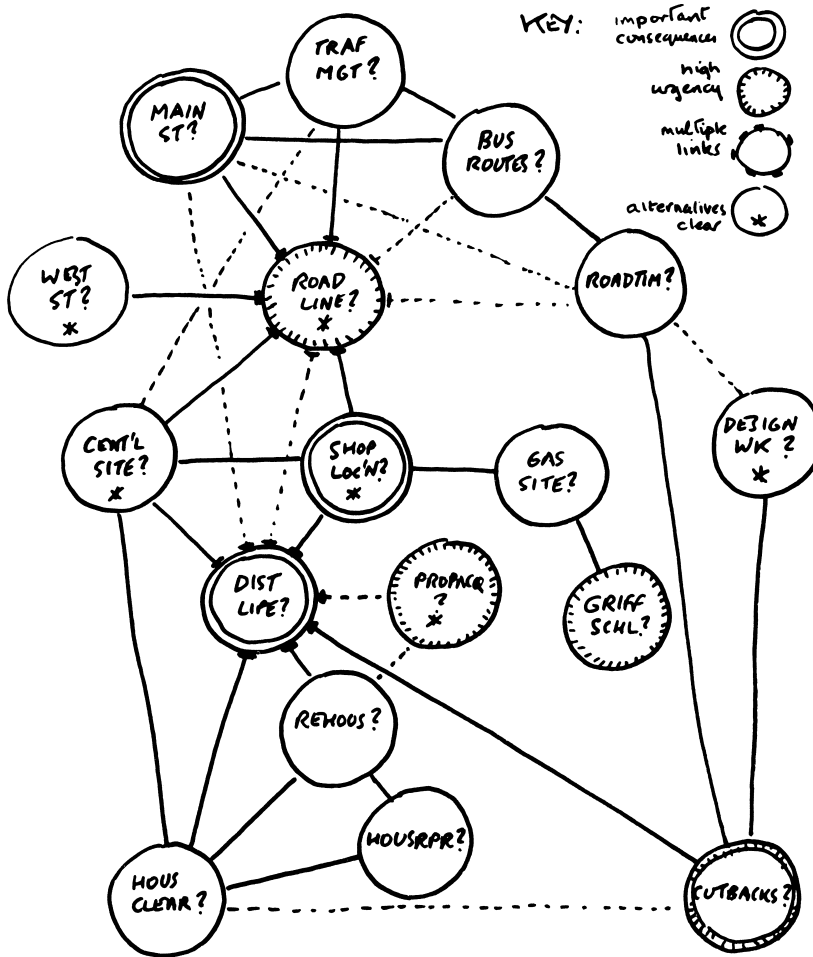 KEY:
important
consequences
high
urgency
multiple
links
alternatives
clear
*
TRAF
MGT?
MAIN
ST?
BUS
ROUTES?
WEST
ST?
*
ROAD
LINE?
*
ROADTIM?
CENT'L
SITE?
*
SHOP
LOC'N?
*
GAS
SITE?
DESIGN
WK?
*
DIST
LIFE?
PROPACQ
?
*
GRIFF
SCHL?
REHOUS?
HOUSRPR?
HOUS
CLEAR?
CUTBACKS?